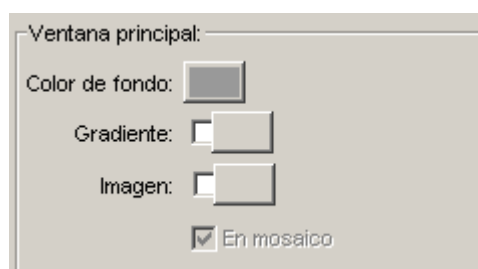 Ventana principal:
Color de fondo:
Gradiente:
Imagen:
En mosaico